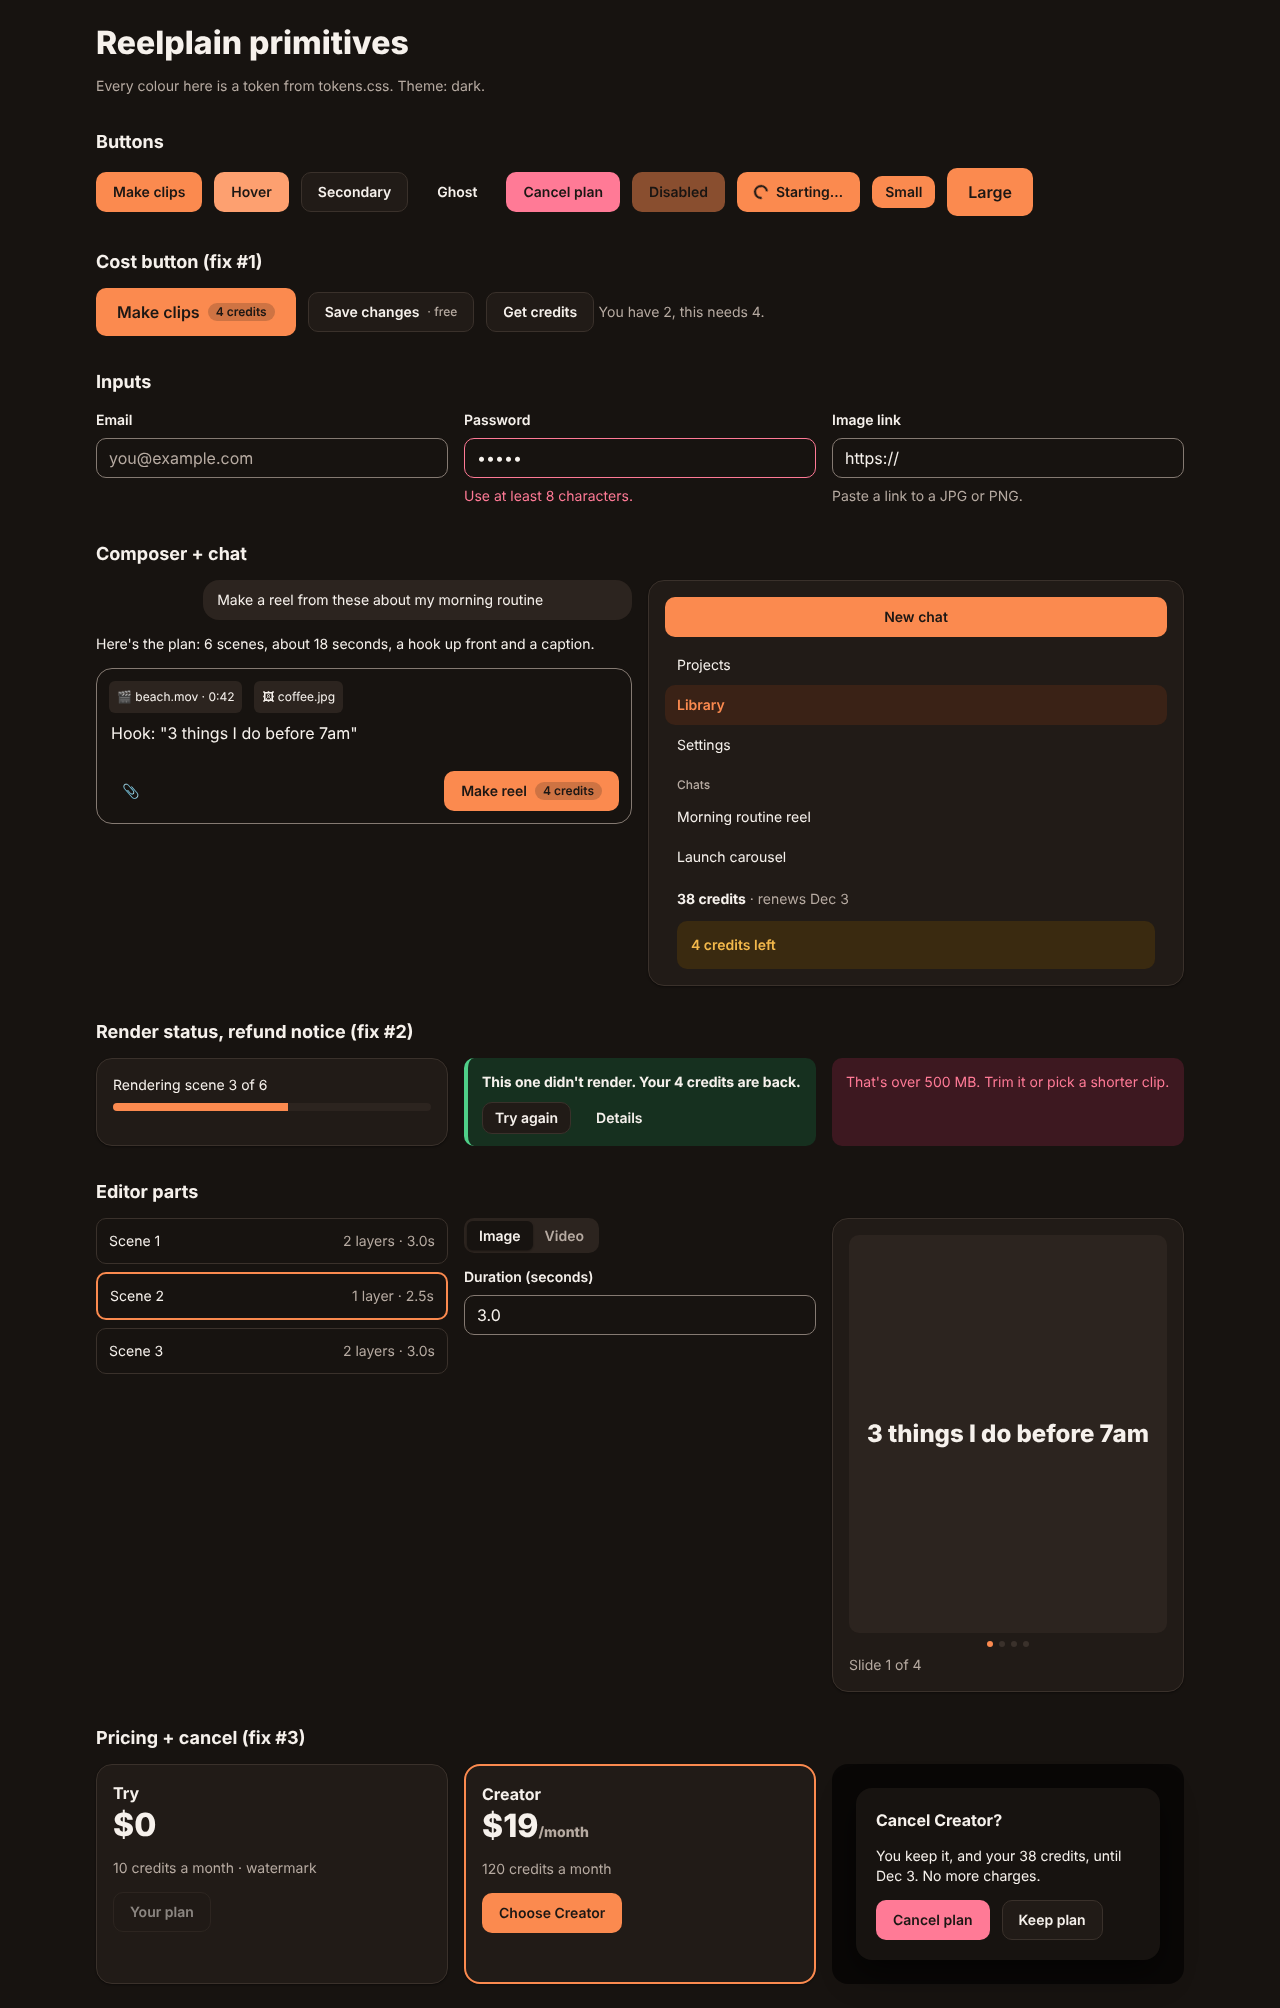 Reelplain primitives
Every colour here is a token from tokens.css. Theme: dark.
Buttons
Make clips
Hover
Secondary
Ghost
Cancel plan
Disabled
Starting...
Small
Large
Cost button (fix #1)
Make clips 4 credits
Save changes · free
Get credits
You have 2, this needs 4.
Inputs
Email
you@example.com
Password
•••••
Use at least 8 characters.
Image link
https://
Paste a link to a JPG or PNG.
Composer + chat
Make a reel from these about my morning routine
Here's the plan: 6 scenes, about 18 seconds, a hook up front and a caption.
🎬 beach.mov · 0:42
🖼 coffee.jpg
Hook: "3 things I do before 7am"
📎
Make reel 4 credits
New chat
Projects
Library
Settings
Chats
Morning routine reel
Launch carousel
38 credits · renews Dec 3
4 credits left
Render status, refund notice (fix #2)
Rendering scene 3 of 6
This one didn't render. Your 4 credits are back.
Try again
Details
That's over 500 MB. Trim it or pick a shorter clip.
Editor parts
Scene 1 2 layers · 3.0s
Scene 2 1 layer · 2.5s
Scene 3 2 layers · 3.0s
Image
Video
Duration (seconds)
3.0
3 things I do before 7am
Slide 1 of 4
Pricing + cancel (fix #3)
Try
$0
10 credits a month · watermark
Your plan
Creator
$19/month
120 credits a month
Choose Creator
Cancel Creator?
You keep it, and your 38 credits, until
Dec 3. No more charges.
Cancel plan
Keep plan